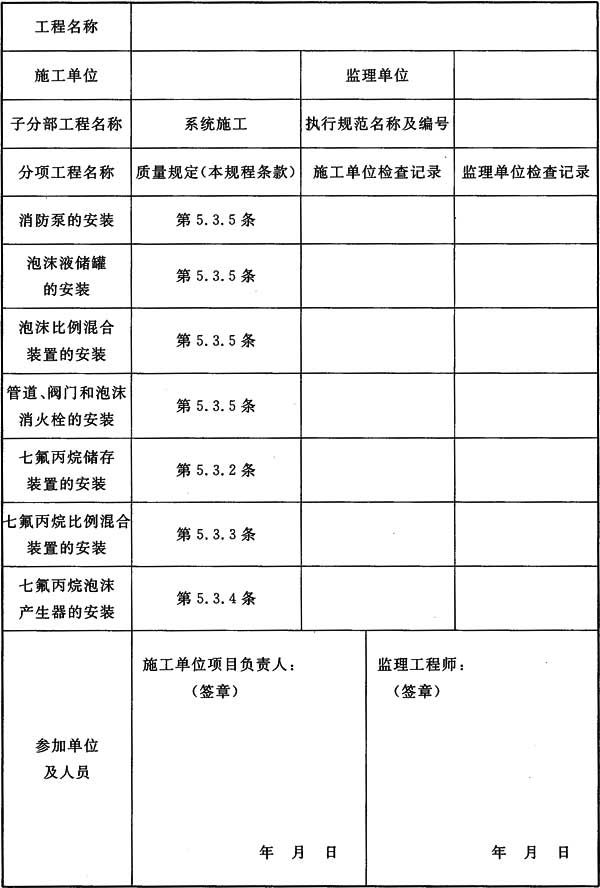 工程名称
施工单位
监理单位
子分部工程名称
系统施工
执行规范名称及编号
分项工程名称
质量规定(本规程条款)
施工单位检查记录
监理单位检查记录
消防泵的安装
第 5.3.5 条
泡沫液储罐
的安装
第 5.3.5 条
泡沫比例混合
装置的安装
第 5.3.5 条
管道、阀门和泡沫
消火栓的安装
第 5.3.5 条
七氟丙烷储存
装置的安装
第 5.3.2 条
七氟丙烷比例混合
装置的安装
第 5.3.3 条
七氟丙烷泡沫
产生器的安装
第 5.3.4 条
参加单位
及人员
施工单位项目负责人:
(签章)
年 月 日
监理工程师:
(签章)
年 月 日